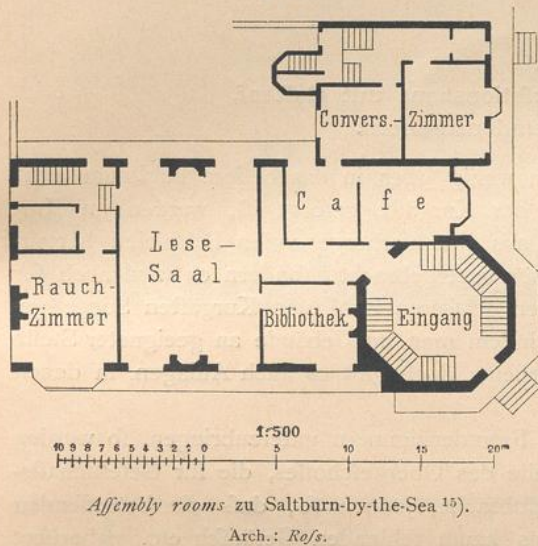 Convers.- Zimmer
C a f e
Lese-
Saal
Rauch-
Zimmer
Bibliothek
Eingang
1:500
10 9 8 7 6 5 4 3 2 1 0 5 10 15 20m
Aſſembly rooms zu Saltburn-by-the-Sea 15).
Arch.: Roſs.